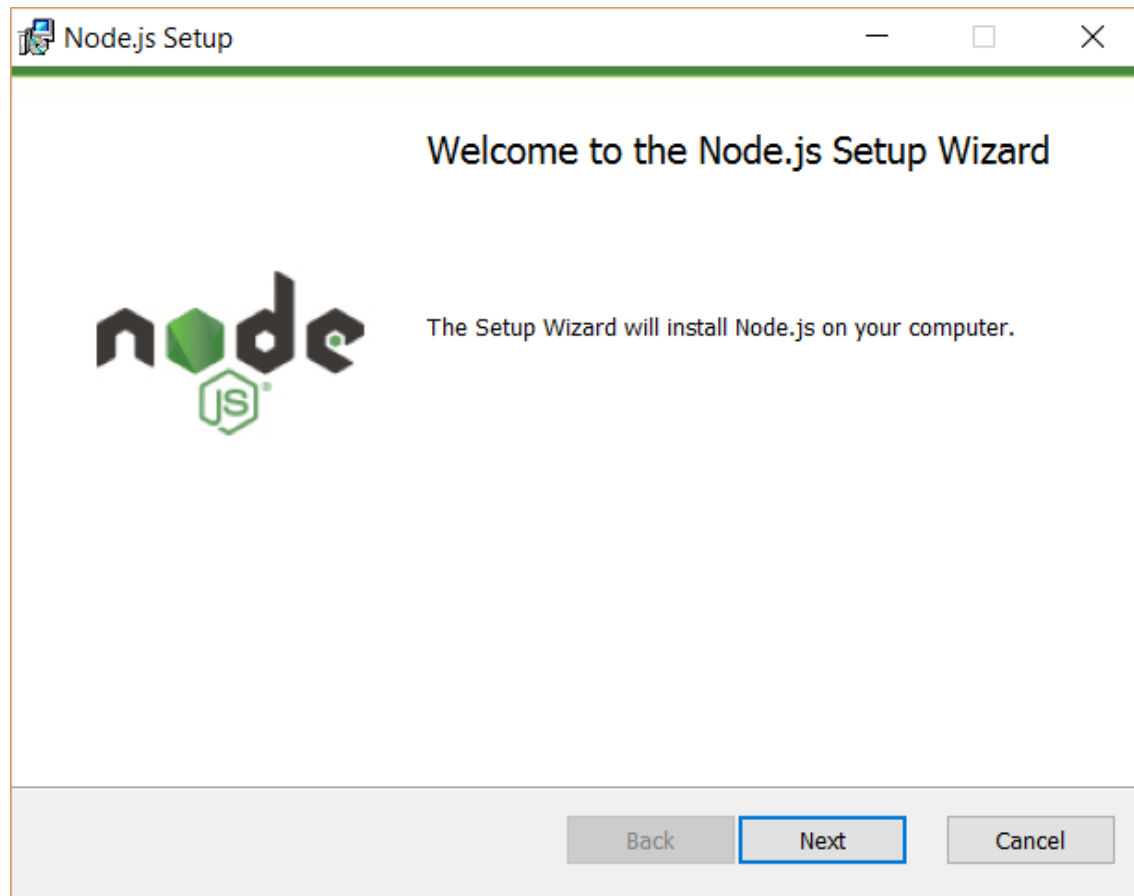 Node.js Setup
Welcome to the Node.js Setup Wizard
node
JS®
The Setup Wizard will install Node.js on your computer.
Back
Next
Cancel